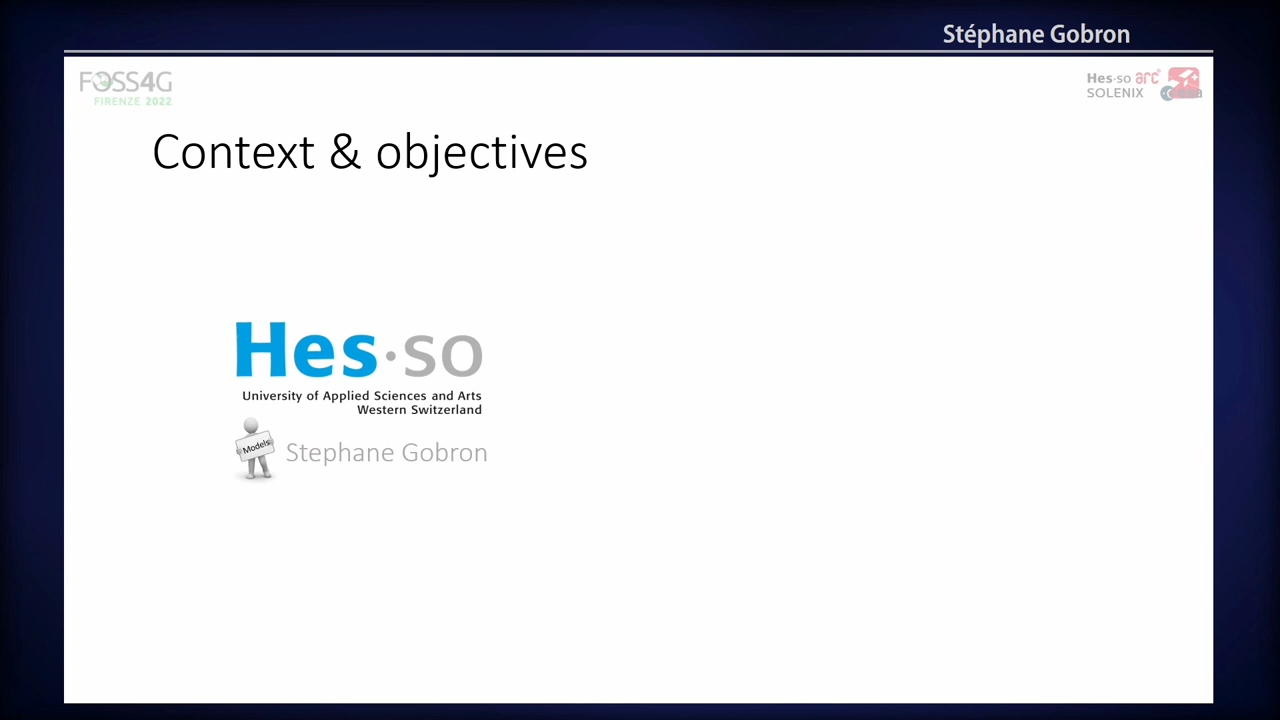 Stéphane Gobron
FOSS4G
FIRENZE 2022
Hes·so arc
SOLENIX
Context & objectives
Hes·so
University of Applied Sciences and Arts
Western Switzerland
Models
Stephane Gobron